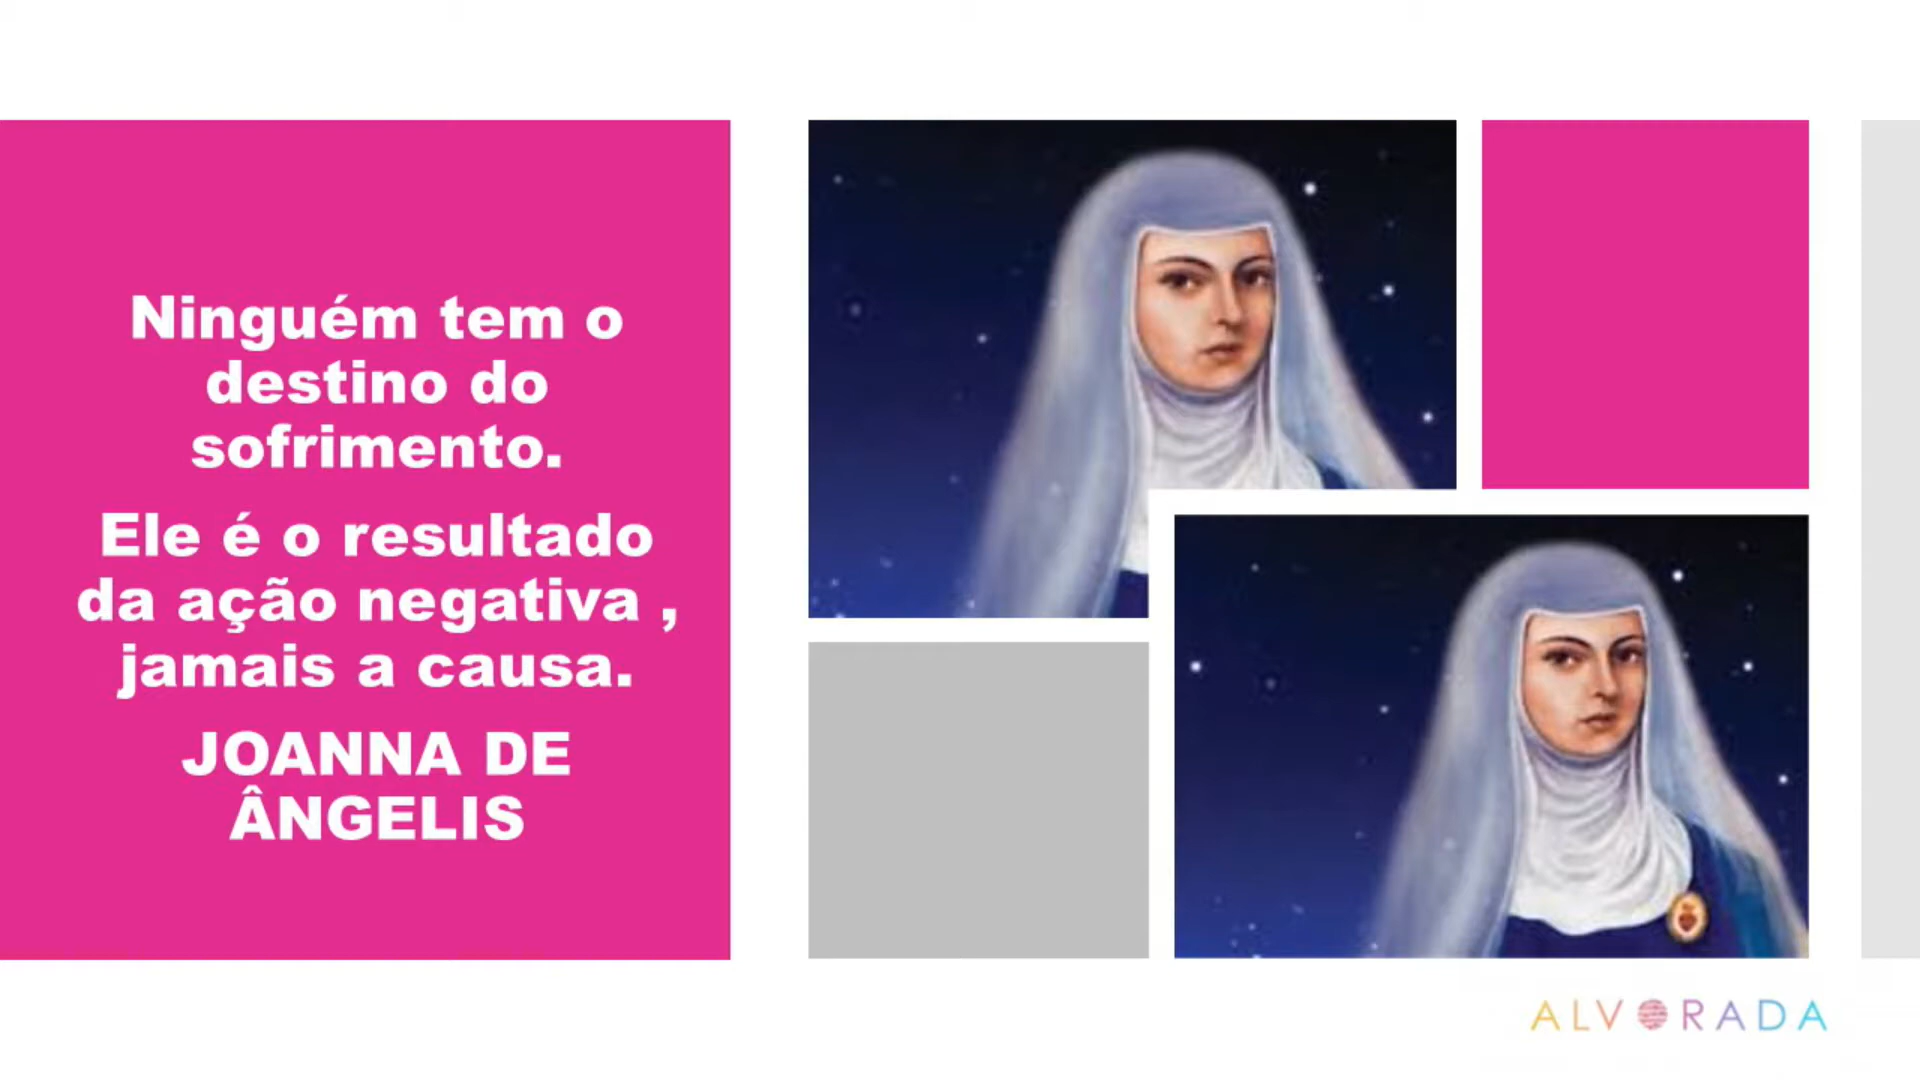 Ninguém tem o
destino do
sofrimento.
Ele é o resultado
da ação negativa ,
jamais a causa.
JOANNA DE
ÂNGELIS
ALVORADA